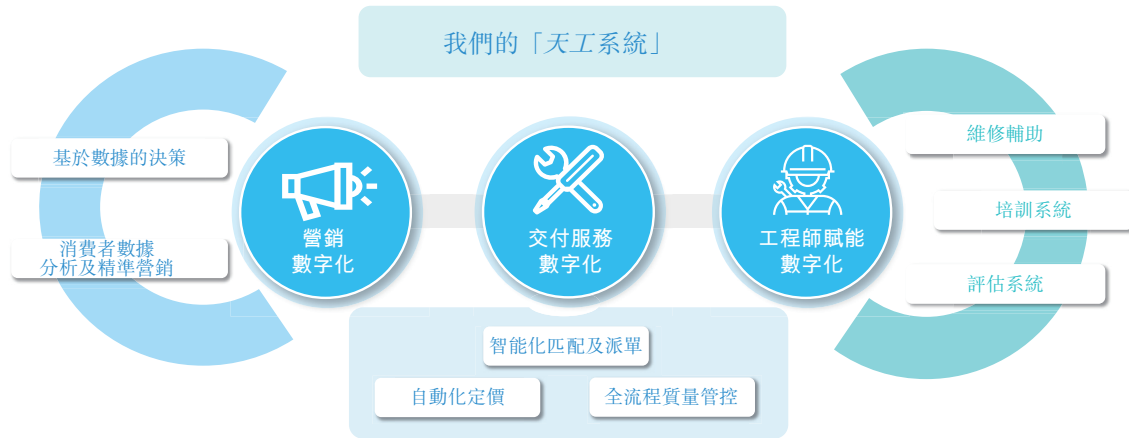 我們的「天工系統」
基於數據的決策
消費者數據
分析及精準營銷
營銷
數字化
交付服務
數字化
工程師賦能
數字化
維修輔助
培訓系統
評估系統
智能化匹配及派單
自動化定價
全流程質量管控